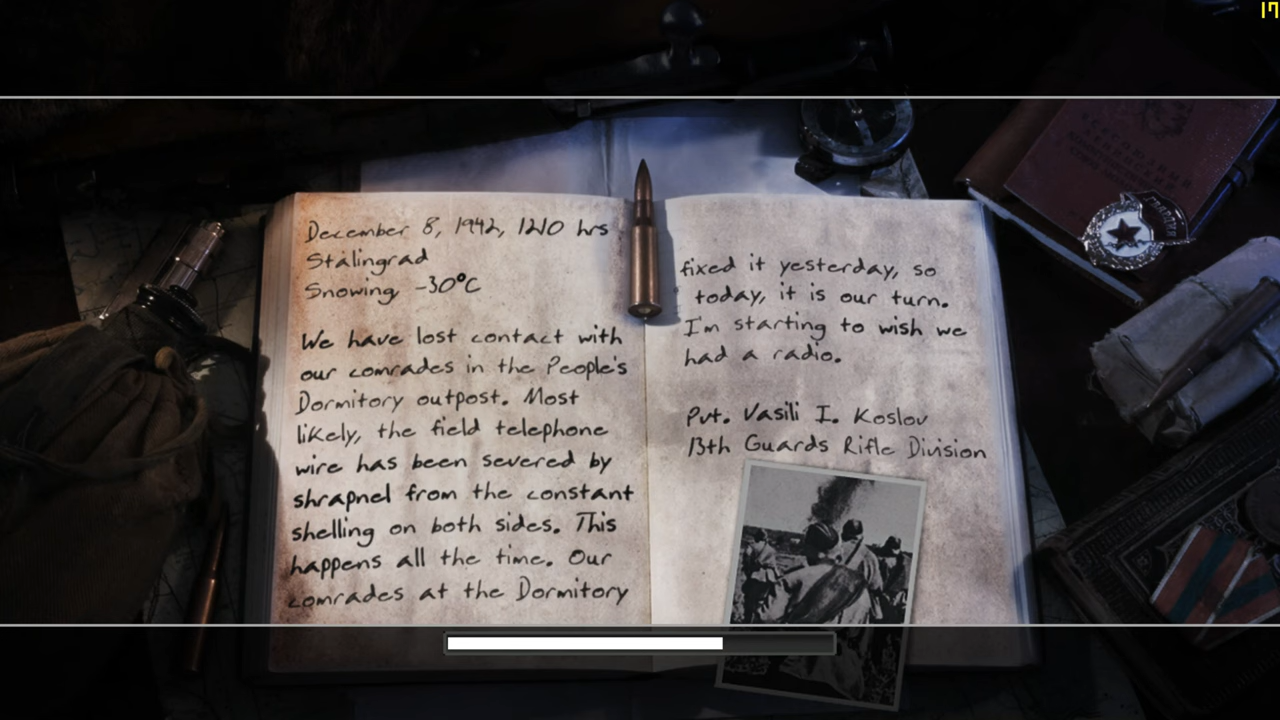 17
December 8, 1942, 1210 hrs
Stalingrad
Snowing -30°C
We have lost contact with
our comrades in the People's
Dormitory outpost. Most
likely, the field telephone
wire has been severed by
shrapnel from the constant
shelling on both sides. This
happens all the time. Our
comrades at the Dormitory
fixed it yesterday, so
today, it is our turn.
I'm starting to wish we
had a radio.
Pvt. Vasili I. Koslov
13th Guards Rifle Division